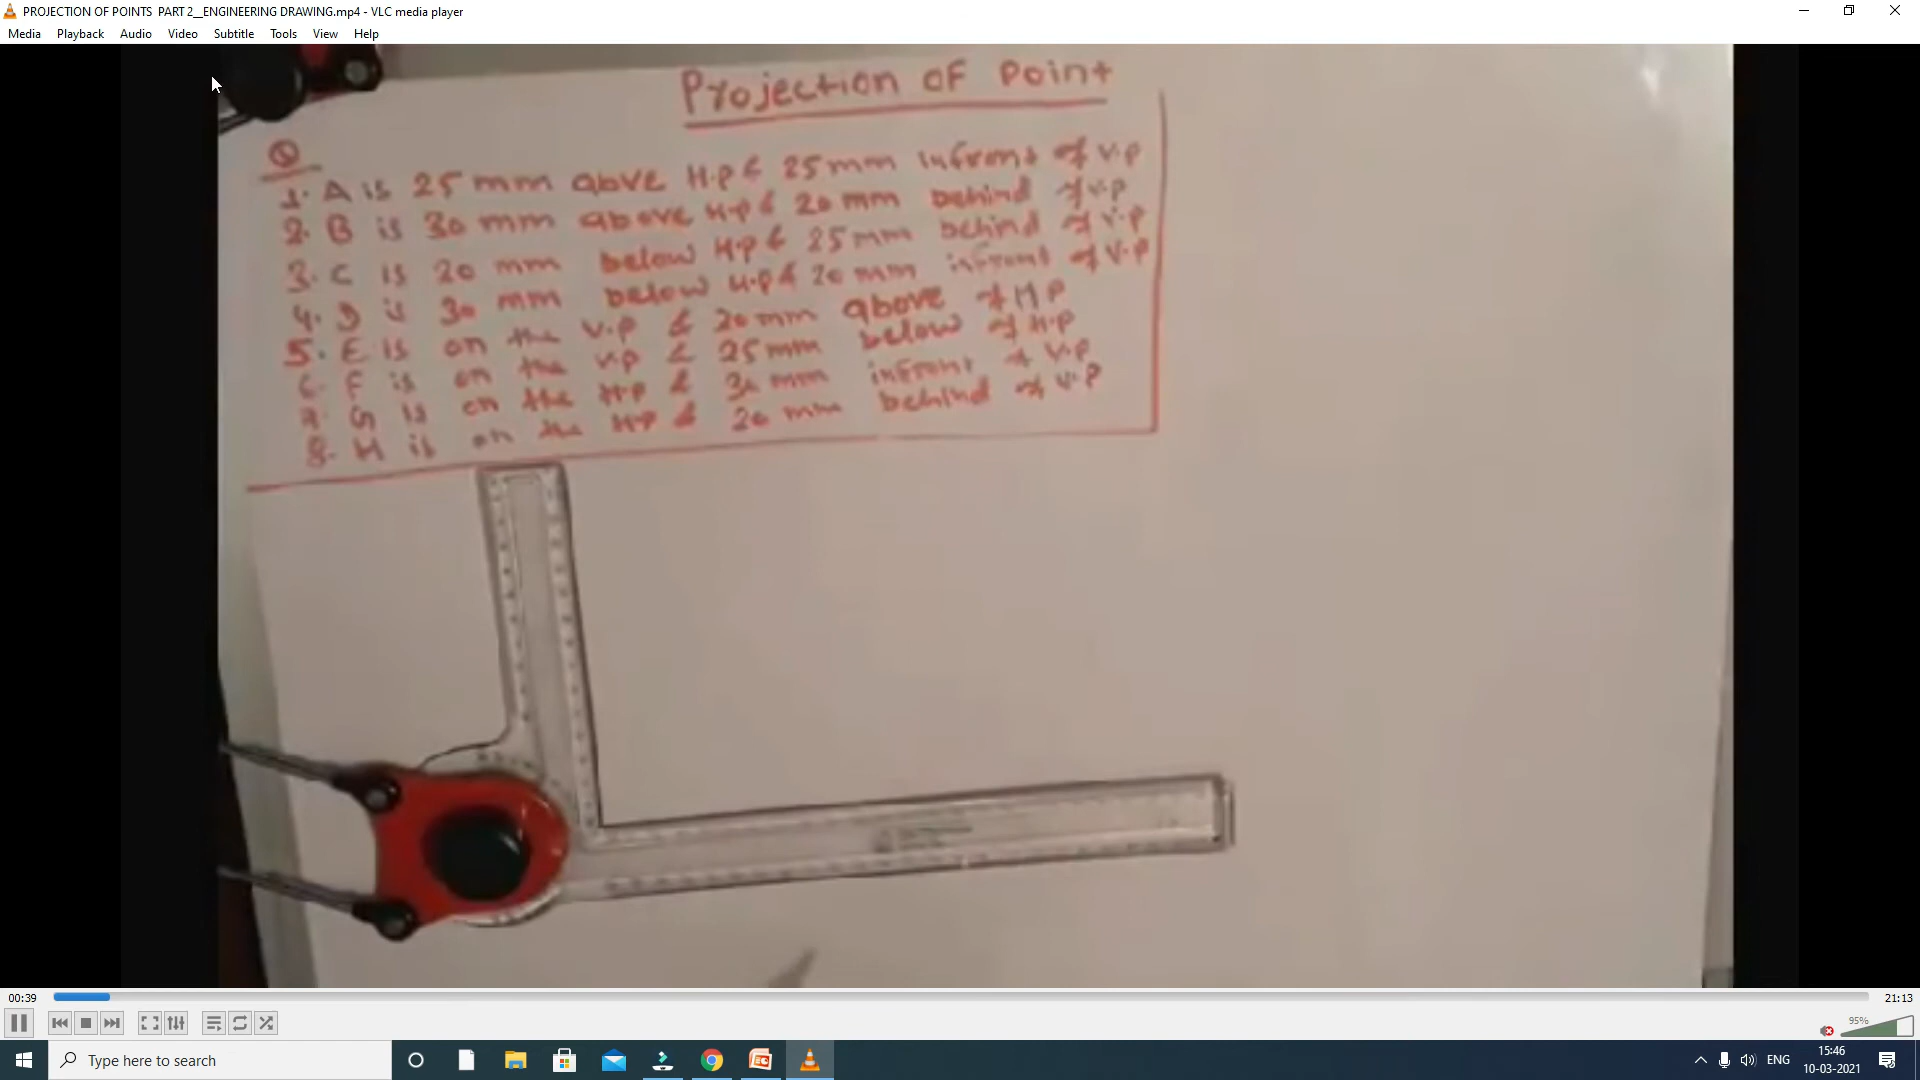 PROJECTION OF POINTS PART 2__ENGINEERING DRAWING.mp4 - VLC media player
Media Playback Audio Video Subtitle Tools View Help
Projection of Point
Q
1. A is 25 mm above H.P & 25 mm infront of V.P
2. B is 30 mm above H.P & 20 mm behind of V.P
3. C is 20 mm below H.P & 25 mm behind of V.P
4. D is 30 mm below H.P & 20 mm infront of V.P
5. E is on the V.P & 20 mm above of H P
6. F is on the V.P & 25 mm below of H.P
7. G is on the H.P & 30 mm infront of V.P
8. H is on the H.P & 20 mm behind of V.P
00:39
21:13
95%
Type here to search
ENG
15:46
10-03-2021